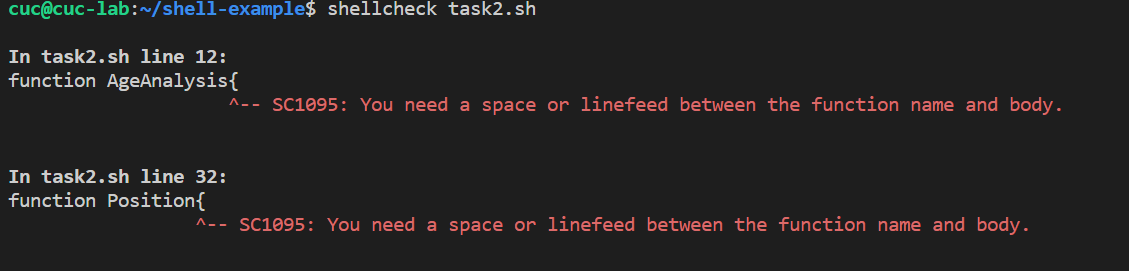 cuc@cuc-lab:~/shell-example$ shellcheck task2.sh
In task2.sh line 12:
function AgeAnalysis{
^-- SC1095: You need a space or linefeed between the function name and body.
In task2.sh line 32:
function Position{
^-- SC1095: You need a space or linefeed between the function name and body.